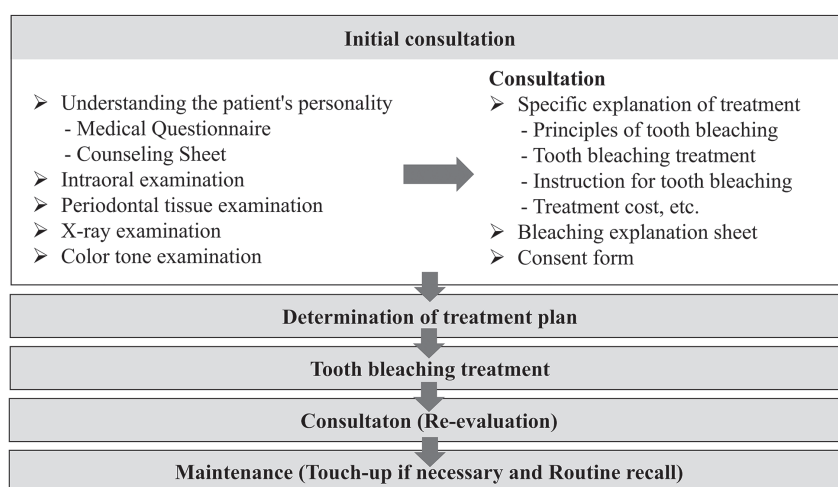 Initial consultation
➢ Understanding the patient's personality
- Medical Questionnaire
- Counseling Sheet
➢ Intraoral examination
➢ Periodontal tissue examination
➢ X-ray examination
➢ Color tone examination
Consultation
➢ Specific explanation of treatment
- Principles of tooth bleaching
- Tooth bleaching treatment
- Instruction for tooth bleaching
- Treatment cost, etc.
➢ Bleaching explanation sheet
➢ Consent form
Determination of treatment plan
Tooth bleaching treatment
Consultaton (Re-evaluation)
Maintenance (Touch-up if necessary and Routine recall)